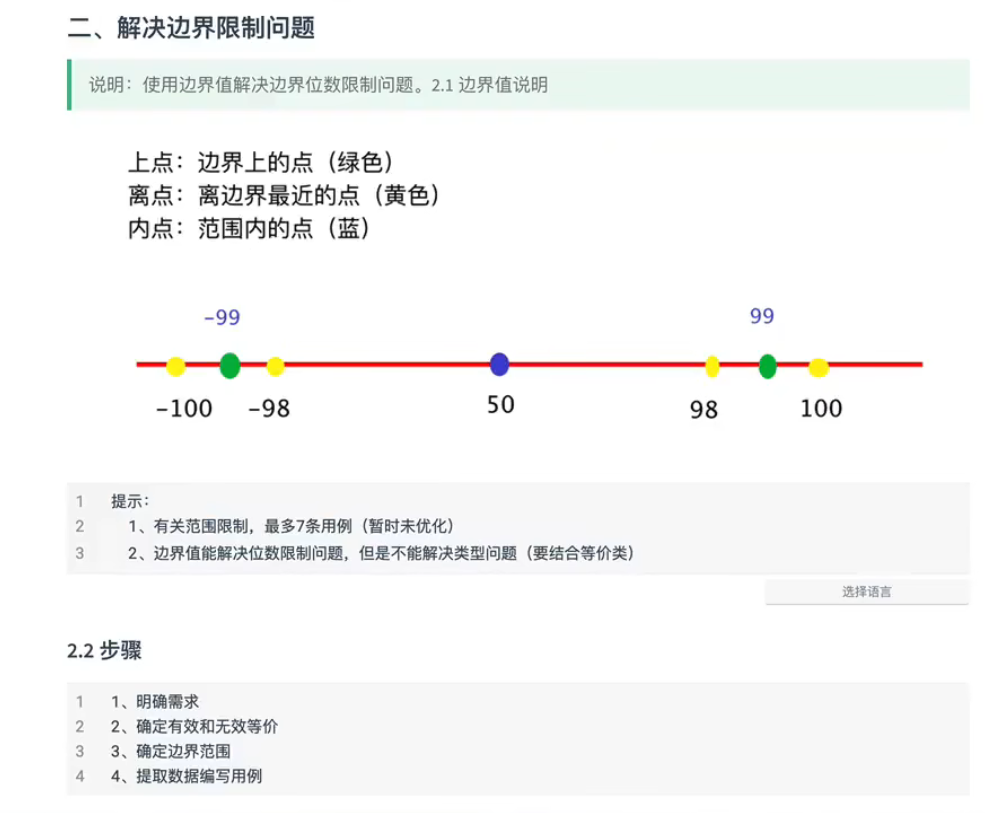 二、解决边界限制问题
说明：使用边界值解决边界位数限制问题。2.1 边界值说明
上点：边界上的点（绿色）
离点：离边界最近的点（黄色）
内点：范围内的点（蓝）
-99
99
-100
-98
50
98
100
1 提示：
2 1、有关范围限制，最多7条用例（暂时未优化）
3 2、边界值能解决位数限制问题，但是不能解决类型问题（要结合等价类）
选择语言
2.2 步骤
1 1、明确需求
2 2、确定有效和无效等价
3 3、确定边界范围
4 4、提取数据编写用例